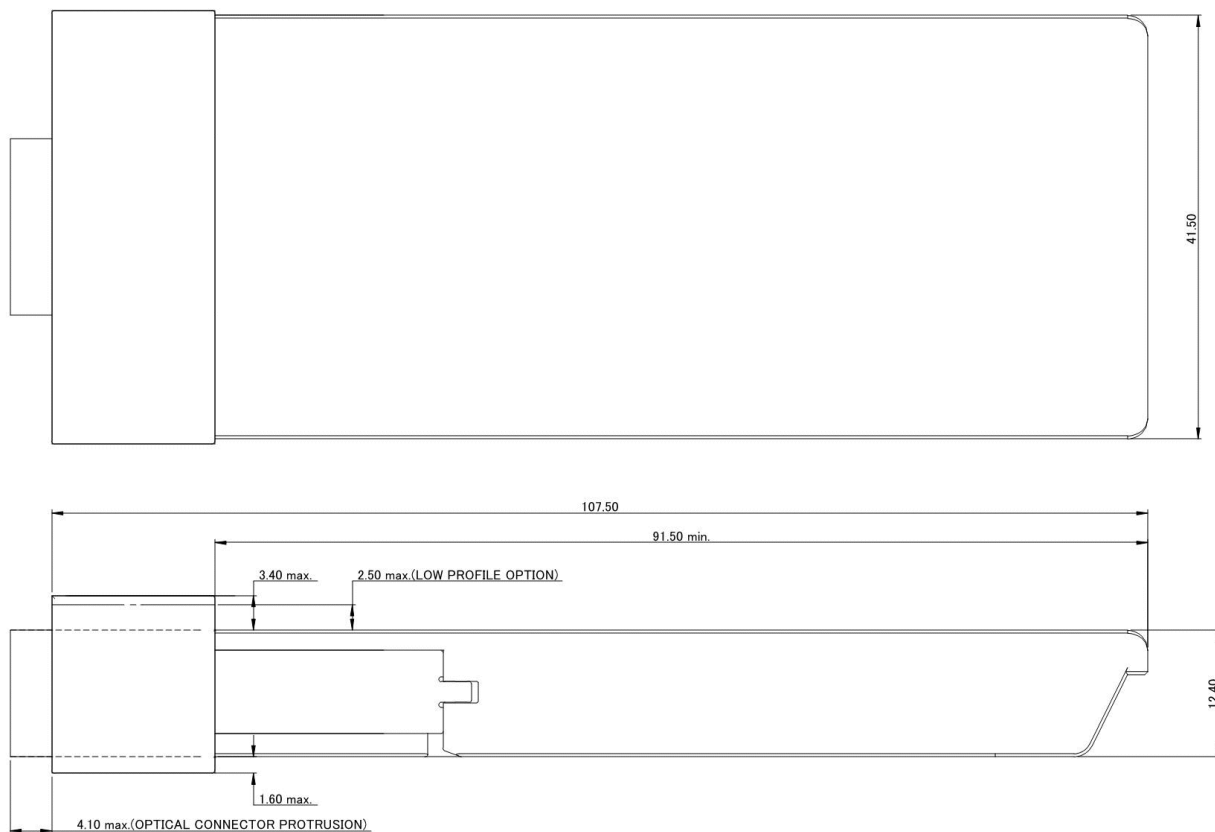 41.50
107.50
91.50 min.
3.40 max.
2.50 max.(LOW PROFILE OPTION)
12.40
1.60 max.
4.10 max.(OPTICAL CONNECTOR PROTRUSION)